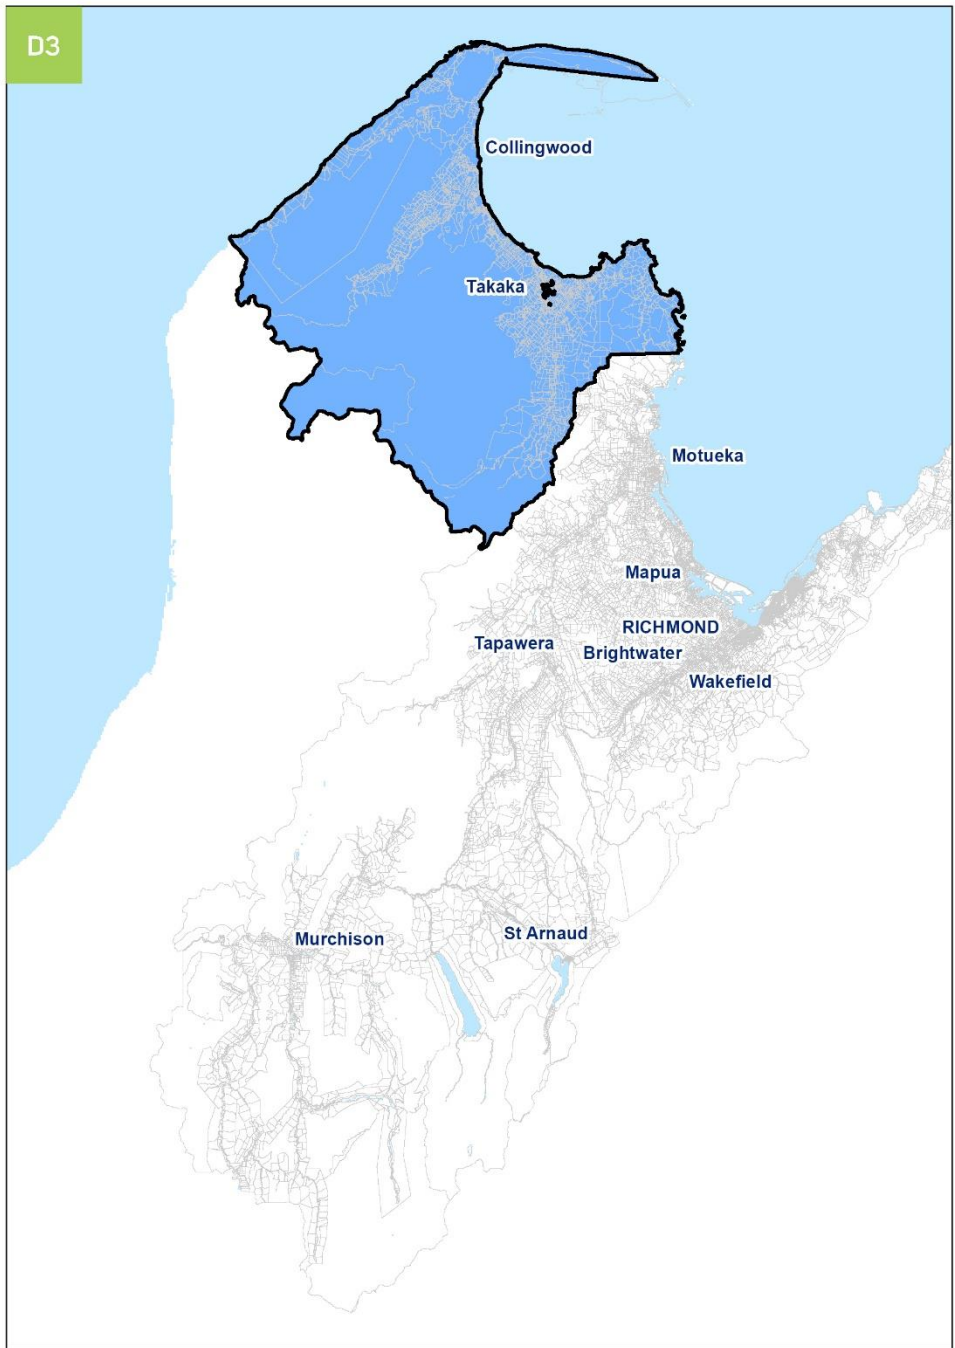 D3
Collingwood
Takaka
Motueka
Mapua
RICHMOND
Tapawera
Brightwater
Wakefield
St Arnaud
Murchison